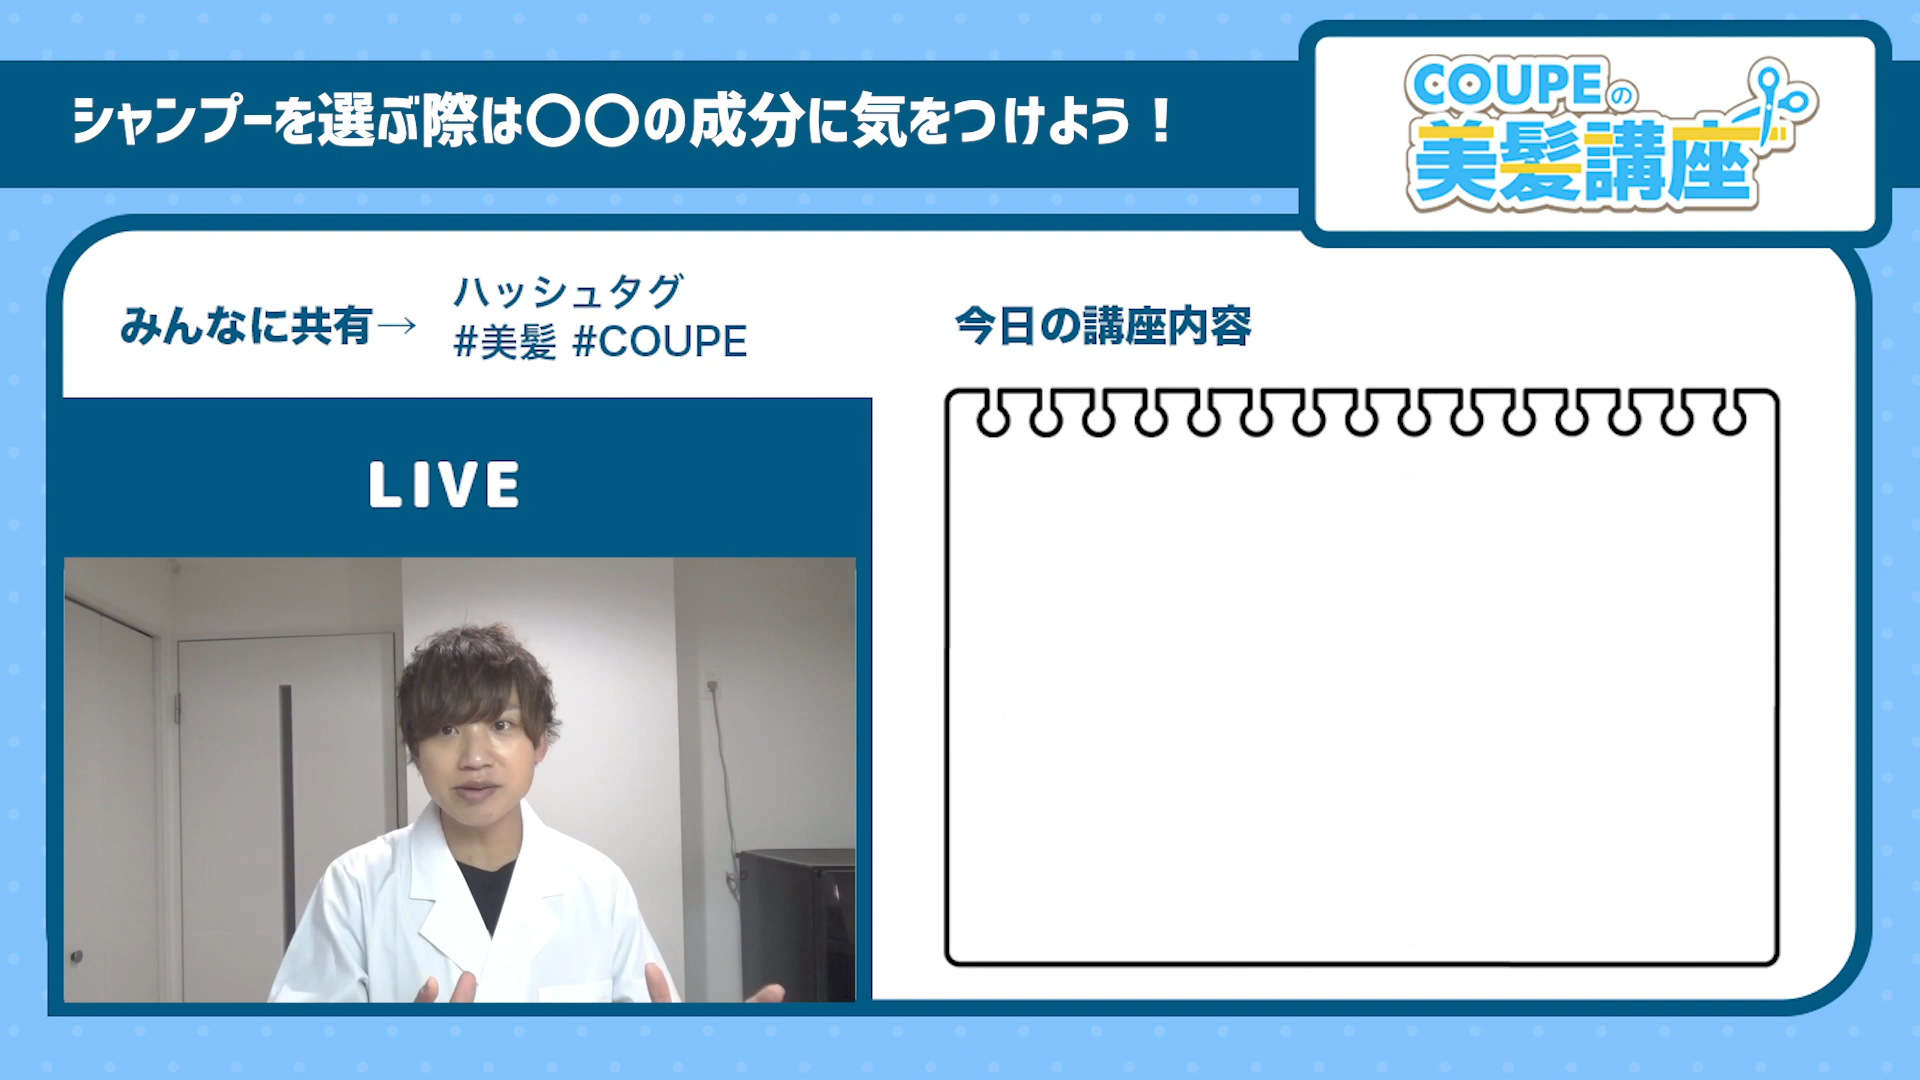 シャンプーを選ぶ際は〇〇の成分に気をつけよう！
COUPEの
美髪講座
みんなに共有→
ハッシュタグ
#美髪 #COUPE
今日の講座内容
LIVE